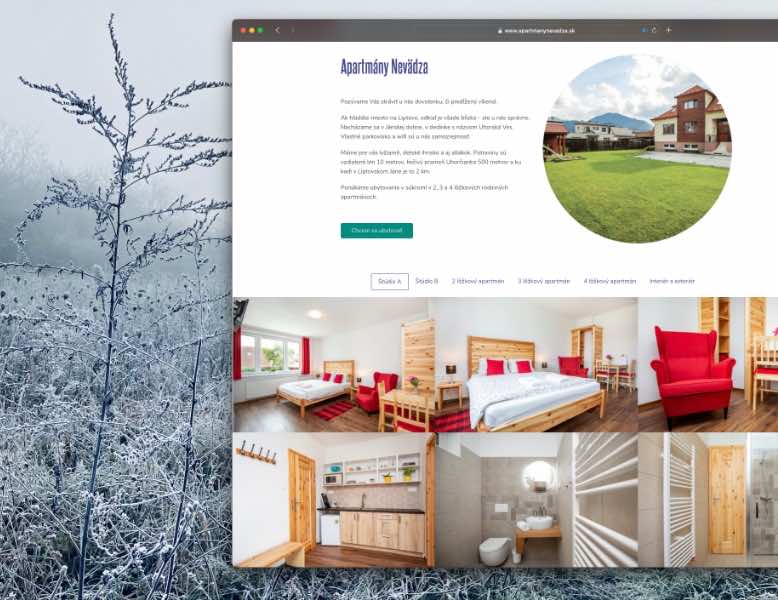 www.apartmanynevadza.sk
Apartmány Nevädza
Pozývame Vás stráviť u nás dovolenku, či predĺžený víkend.
Ak hľadáte miesto na Liptove, odkiaľ je všade blízko - ste u nás správne.
Nachádzame sa v Jánskej doline, v dedinke s názvom Uhorská Ves.
Vlastné parkovisko a wifi sú u nás samozrejmosť.
Máme pre vás lyžiareň, detské ihrisko a aj altánok. Potraviny sú
vzdialené len 10 metrov, liečivý prameň Uhorčianka 500 metrov a ku
kadi v Liptovskom Jáne je to 2 km.
Ponúkame ubytovanie v súkromí v 2, 3 a 4 lôžkových rodinných
apartmánoch.
Chcem sa ubytovať
Štúdio A
Štúdio B
2 lôžkový apartmán
3 lôžkový apartmán
4 lôžkový apartmán
Interiér a exteriér